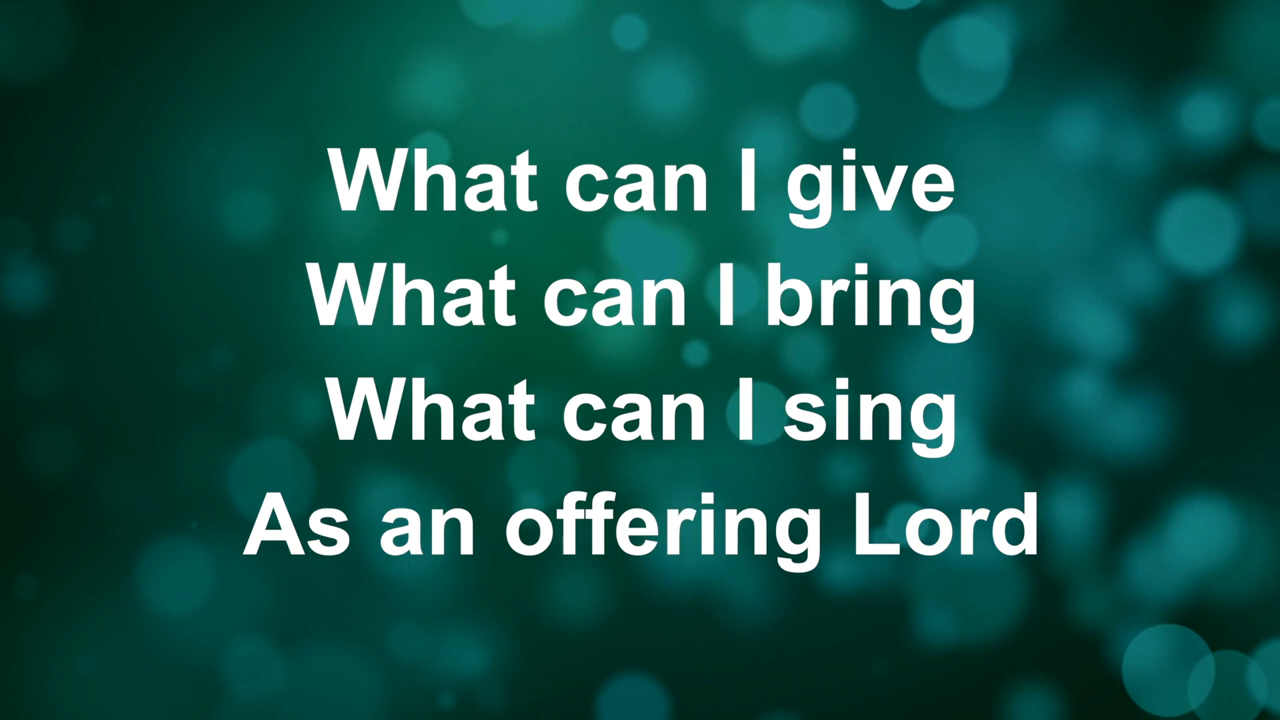 What can I give
What can I bring
What can I sing
As an offering Lord